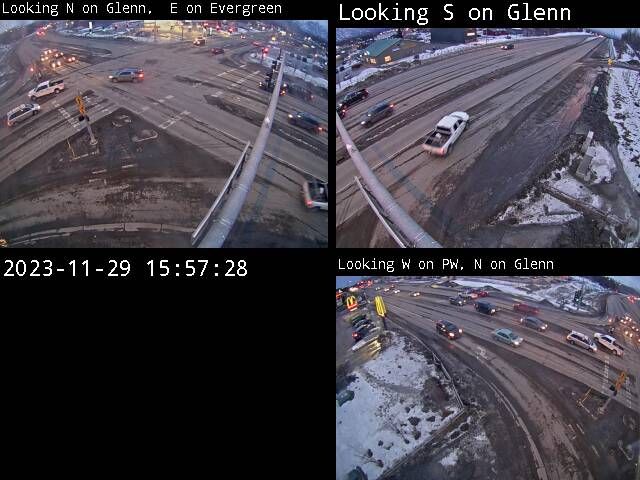 Looking N on Glenn,  E on Evergreen
Looking S on Glenn
2023-11-29 15:57:28
Looking W on PW, N on Glenn